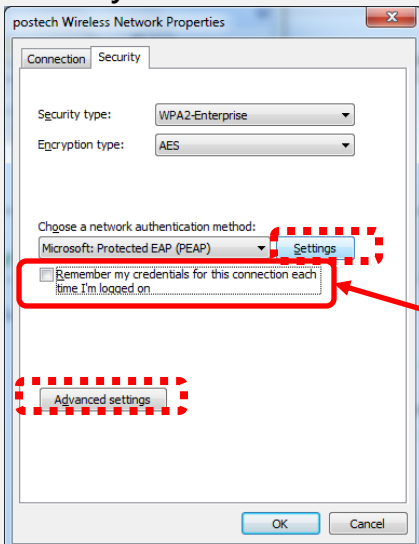 postech Wireless Network Properties
Connection Security
Security type: WPA2-Enterprise
Encryption type: AES
Choose a network authentication method:
Microsoft: Protected EAP (PEAP) Settings
Remember my credentials for this connection each
time I'm logged on
Advanced settings
OK Cancel